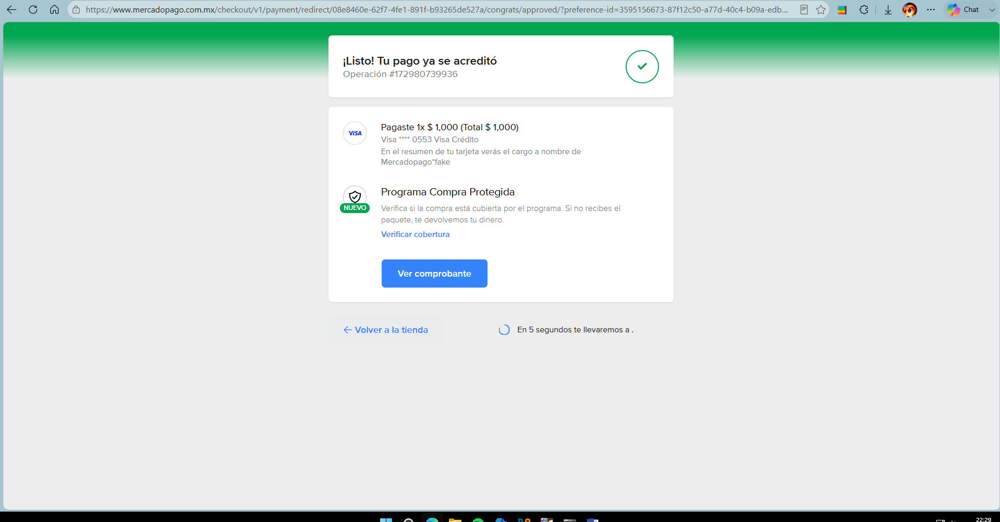 https://www.mercadopago.com.mx/checkout/v1/payment/redirect/08e8460e-62f7-4fe1-891f-b93265de527a/congrats/approved/?preference-id=3595156673-87f12c50-a77d-40c4-b09a-edb...
Chat
¡Listo! Tu pago ya se acreditó
Operación #172980739936
VISA
Pagaste 1x $ 1,000 (Total $ 1,000)
Visa **** 0553 Visa Crédito
En el resumen de tu tarjeta verás el cargo a nombre de
Mercadopago*fake
NUEVO
Programa Compra Protegida
Verifica si la compra está cubierta por el programa. Si no recibes el
paquete, te devolvemos tu dinero.
Verificar cobertura
Ver comprobante
← Volver a la tienda
En 5 segundos te llevaremos a .
22:29